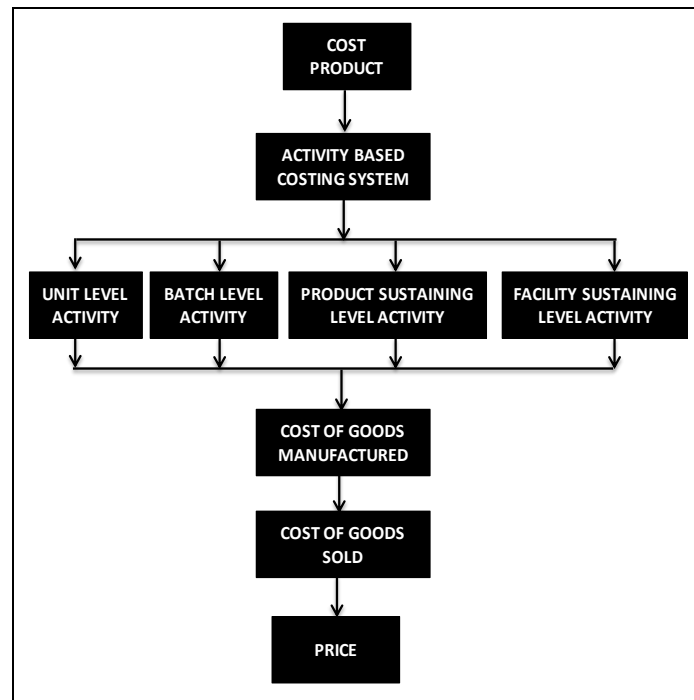 COST
PRODUCT
ACTIVITY BASED
COSTING SYSTEM
UNIT LEVEL
ACTIVITY
BATCH LEVEL
ACTIVITY
PRODUCT SUSTAINING
LEVEL ACTIVITY
FACILITY SUSTAINING
LEVEL ACTIVITY
COST OF GOODS
MANUFACTURED
COST OF GOODS
SOLD
PRICE